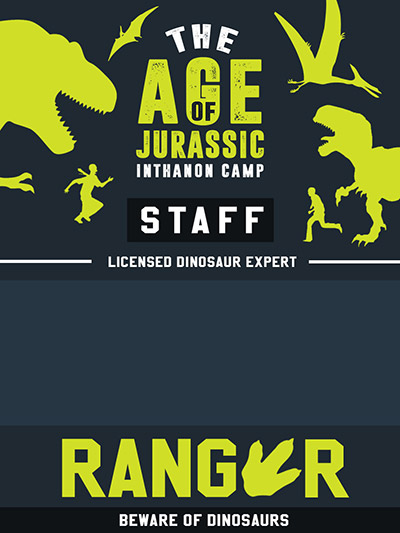 THE
AGE
OF
JURASSIC
INTHANON CAMP
STAFF
LICENSED DINOSAUR EXPERT
RANGER
BEWARE OF DINOSAURS